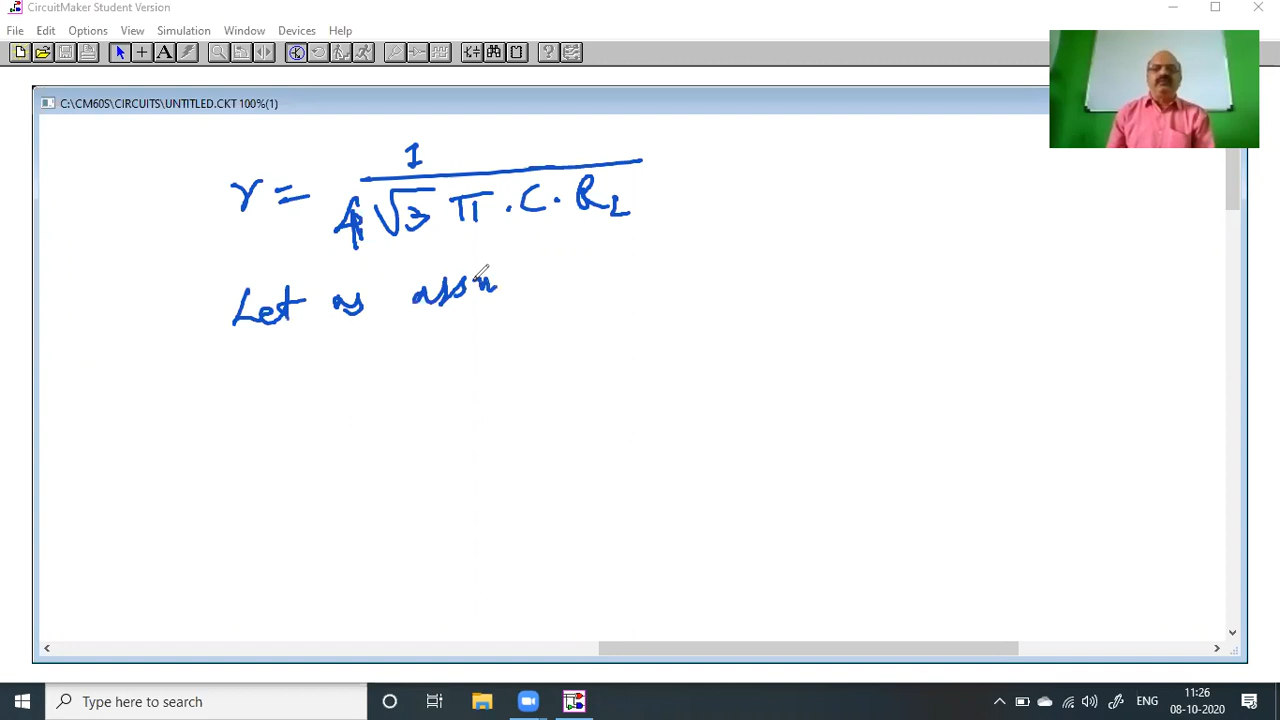 CircuitMaker Student Version
File Edit Options View Simulation Window Devices Help
C:\CM60S\CIRCUITS\UNTITLED.CKT 100%(1)
γ = 1
4√3 π . C . RL
Let us assu
Type here to search
ENG
11:26
08-10-2020